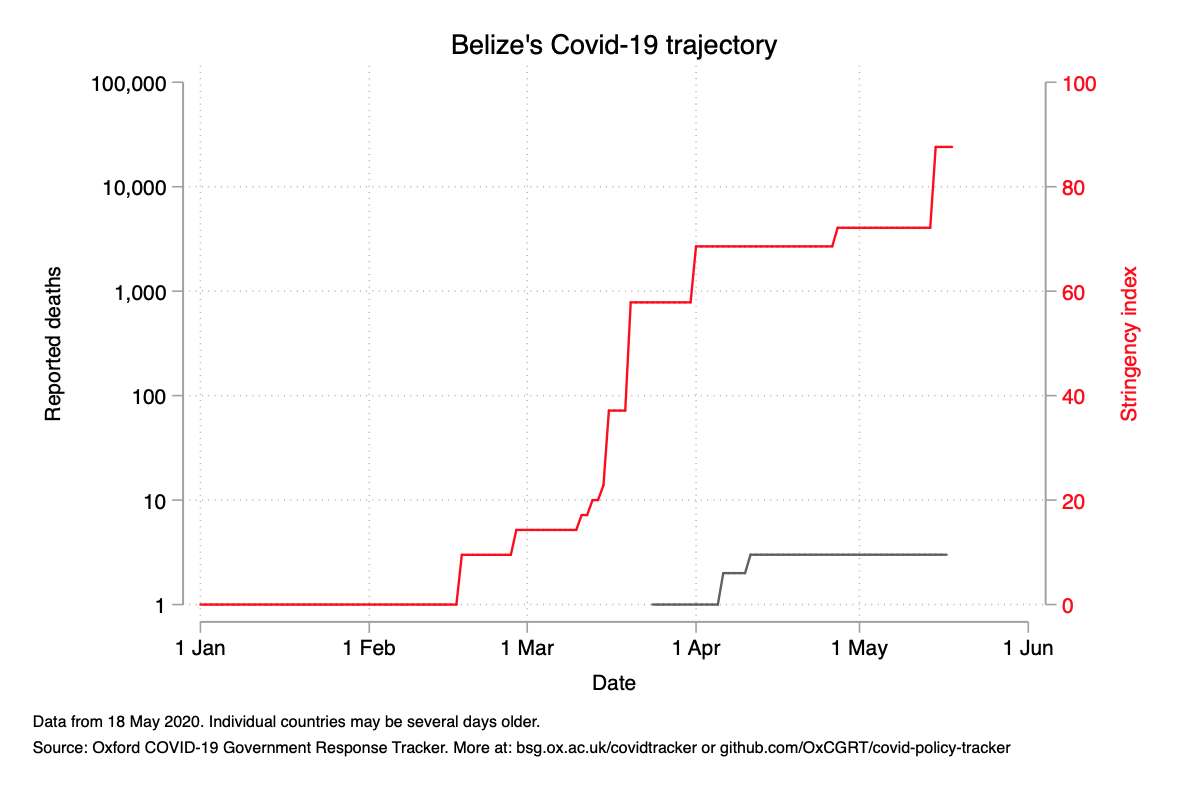 Belize's Covid-19 trajectory
100,000
10,000
1,000
100
10
1
Reported deaths
100
80
60
40
20
0
Stringency index
1 Jan
1 Feb
1 Mar
1 Apr
1 May
1 Jun
Date
Data from 18 May 2020. Individual countries may be several days older.
Source: Oxford COVID-19 Government Response Tracker. More at: bsg.ox.ac.uk/covidtracker or github.com/OxCGRT/covid-policy-tracker